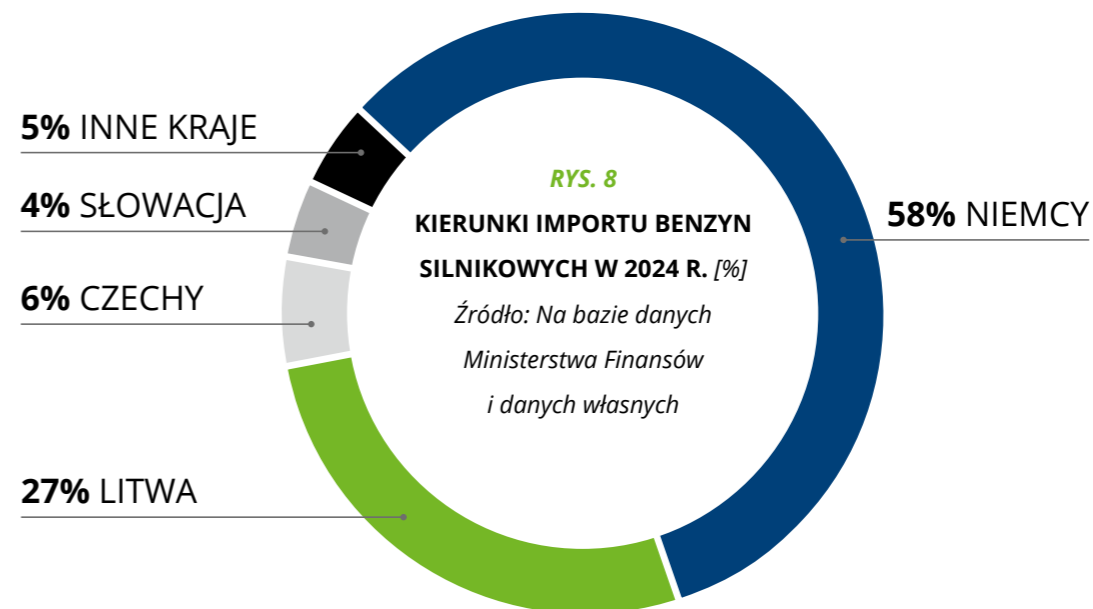 5% INNE KRAJE
4% SŁOWACJA
6% CZECHY
27% LITWA
RYS. 8
KIERUNKI IMPORTU BENZYN
SILNIKOWYCH W 2024 R. [%]
Źródło: Na bazie danych
Ministerstwa Finansów
i danych własnych
58% NIEMCY